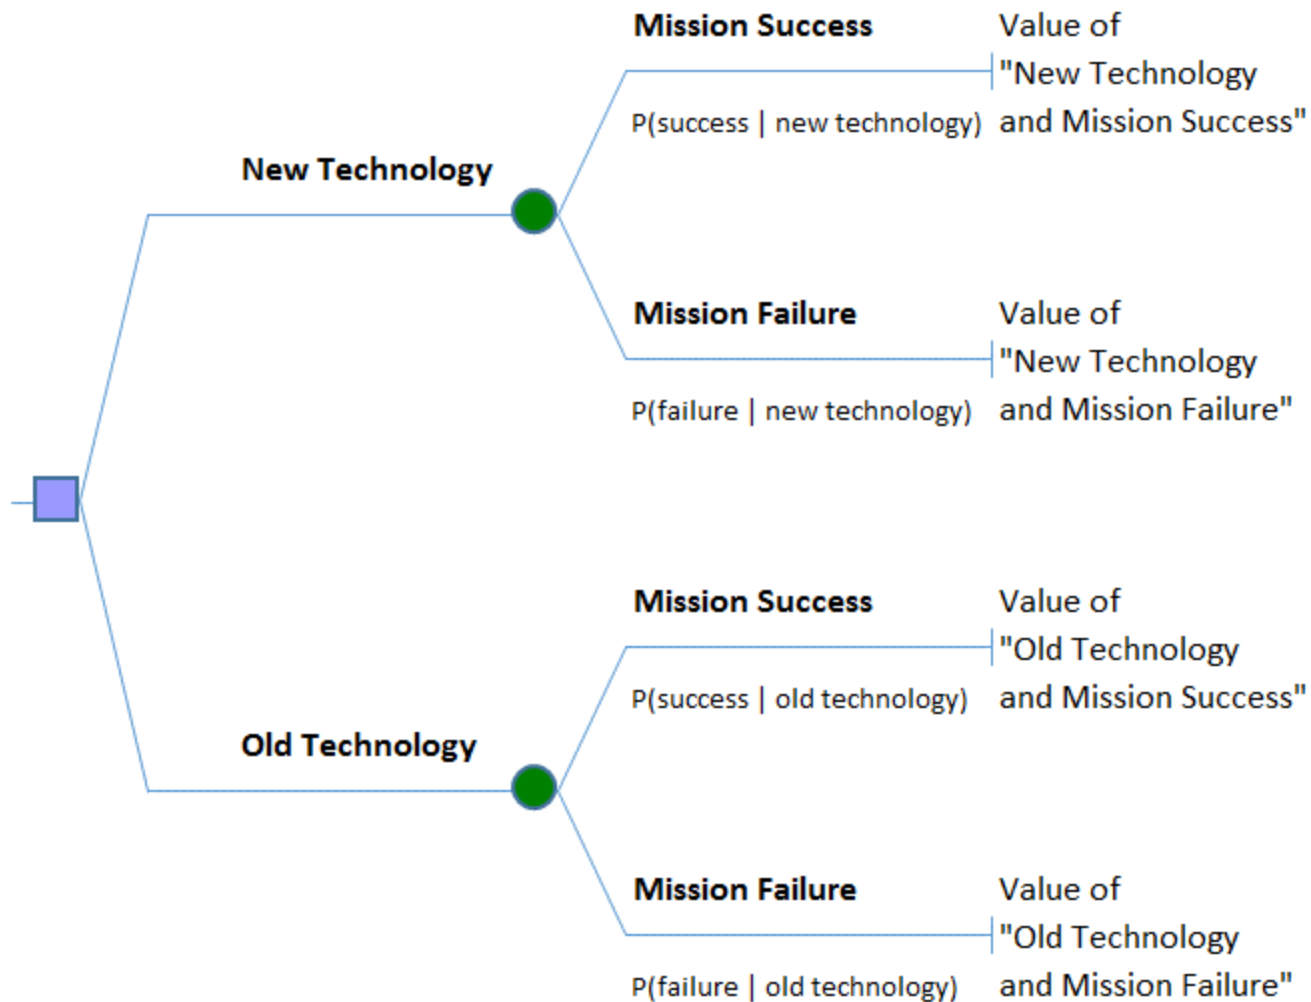 Mission Success
Value of
"New Technology
P(success | new technology)
and Mission Success"
New Technology
Mission Failure
Value of
"New Technology
P(failure | new technology)
and Mission Failure"
Mission Success
Value of
"Old Technology
P(success | old technology)
and Mission Success"
Old Technology
Mission Failure
Value of
"Old Technology
P(failure | old technology)
and Mission Failure"